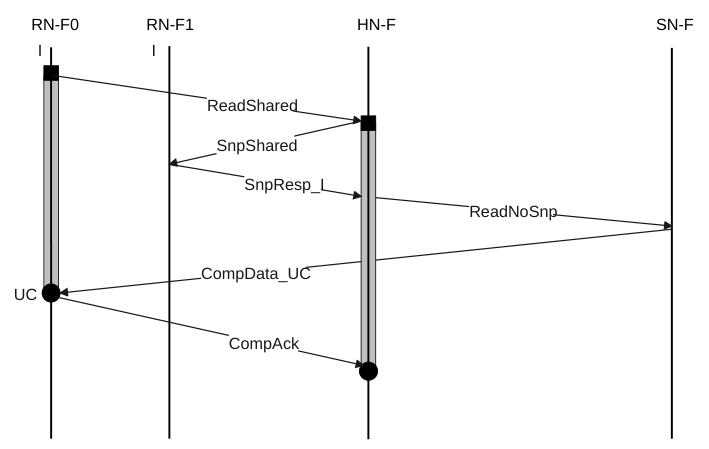 RN-F0 RN-F1 HN-F SN-F
I I
ReadShared
SnpShared
SnpResp_I
ReadNoSnp
CompData_UC
UC
CompAck